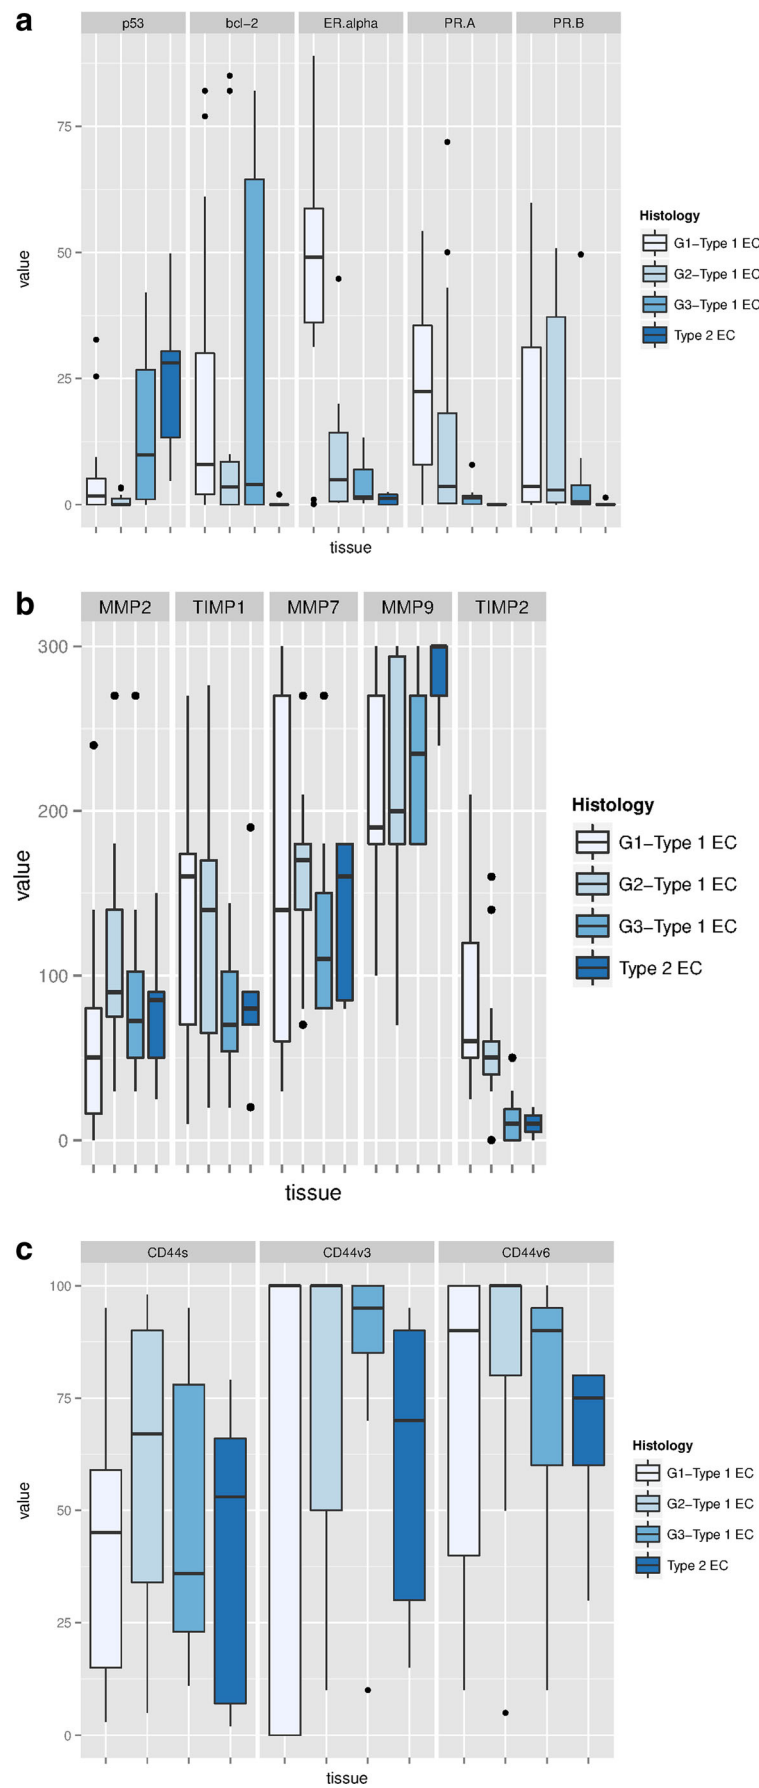 a
p53 bcl-2 ER.alpha PR.A PR.B
75
50
25
0
value
tissue
Histology
G1-Type 1 EC
G2-Type 1 EC
G3-Type 1 EC
Type 2 EC
b
MMP2 TIMP1 MMP7 MMP9 TIMP2
300
200
100
0
value
tissue
Histology
G1-Type 1 EC
G2-Type 1 EC
G3-Type 1 EC
Type 2 EC
c
CD44s CD44v3 CD44v6
100
75
50
25
0
value
tissue
Histology
G1-Type 1 EC
G2-Type 1 EC
G3-Type 1 EC
Type 2 EC